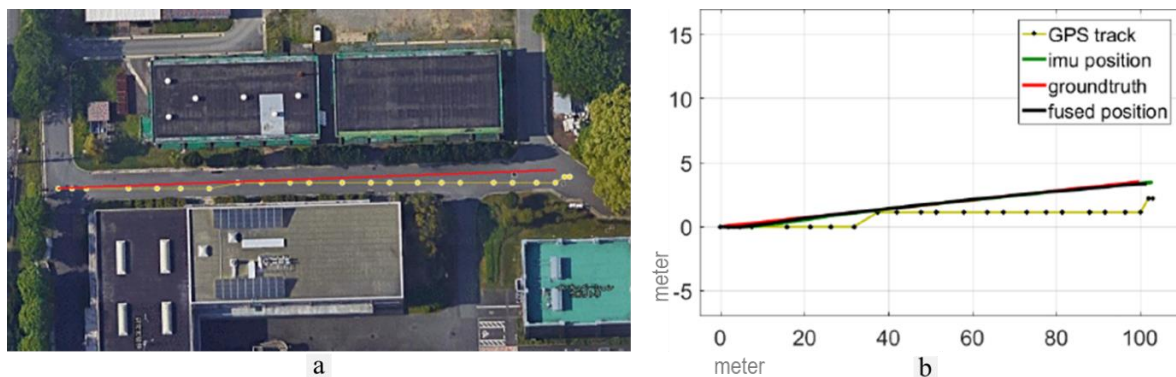 15
10
5
0
-5
0
20
40
60
80
100
GPS track
imu position
groundtruth
fused position
meter
meter
a
b